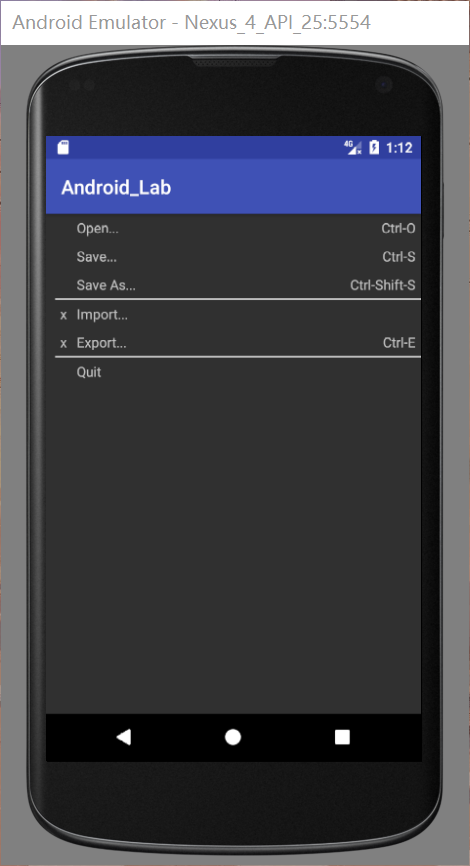 Android Emulator - Nexus_4_API_25:5554
4G 1:12
Android_Lab
Open... Ctrl-O
Save... Ctrl-S
Save As... Ctrl-Shift-S
x Import...
x Export... Ctrl-E
Quit